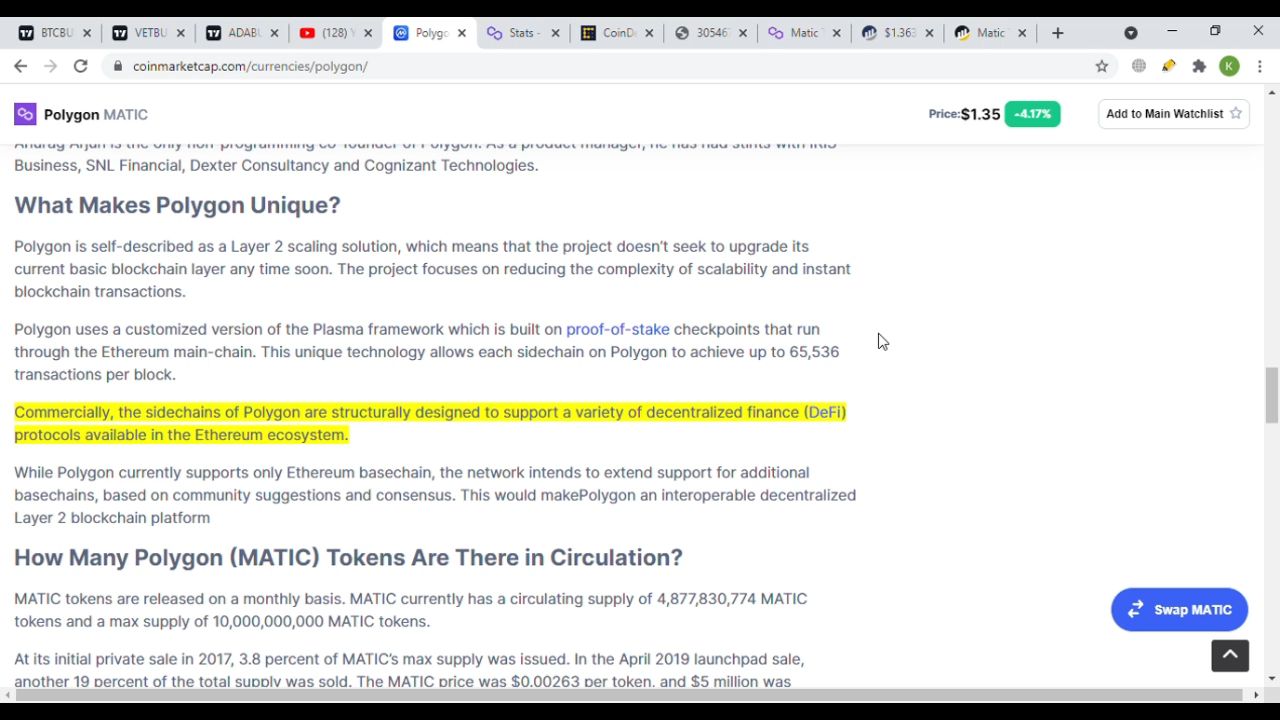 BTCBU
VETBU
ADABU
(128) Y
Polygo
Stats -
CoinDe
30546
Matic
$1.363
Matic
coinmarketcap.com/currencies/polygon/
K
Polygon MATIC
Price:$1.35
-4.17%
Add to Main Watchlist
Anurag Arjun is the only non-programming co-founder of Polygon. As a product manager, he has had stints with IRIS
Business, SNL Financial, Dexter Consultancy and Cognizant Technologies.
What Makes Polygon Unique?
Polygon is self-described as a Layer 2 scaling solution, which means that the project doesn't seek to upgrade its
current basic blockchain layer any time soon. The project focuses on reducing the complexity of scalability and instant
blockchain transactions.
Polygon uses a customized version of the Plasma framework which is built on proof-of-stake checkpoints that run
through the Ethereum main-chain. This unique technology allows each sidechain on Polygon to achieve up to 65,536
transactions per block.
Commercially, the sidechains of Polygon are structurally designed to support a variety of decentralized finance (DeFi)
protocols available in the Ethereum ecosystem.
While Polygon currently supports only Ethereum basechain, the network intends to extend support for additional
basechains, based on community suggestions and consensus. This would makePolygon an interoperable decentralized
Layer 2 blockchain platform
How Many Polygon (MATIC) Tokens Are There in Circulation?
MATIC tokens are released on a monthly basis. MATIC currently has a circulating supply of 4,877,830,774 MATIC
tokens and a max supply of 10,000,000,000 MATIC tokens.
Swap MATIC
At its initial private sale in 2017, 3.8 percent of MATIC's max supply was issued. In the April 2019 launchpad sale,
another 19 percent of the total supply was sold. The MATIC price was $0.00263 per token, and $5 million was